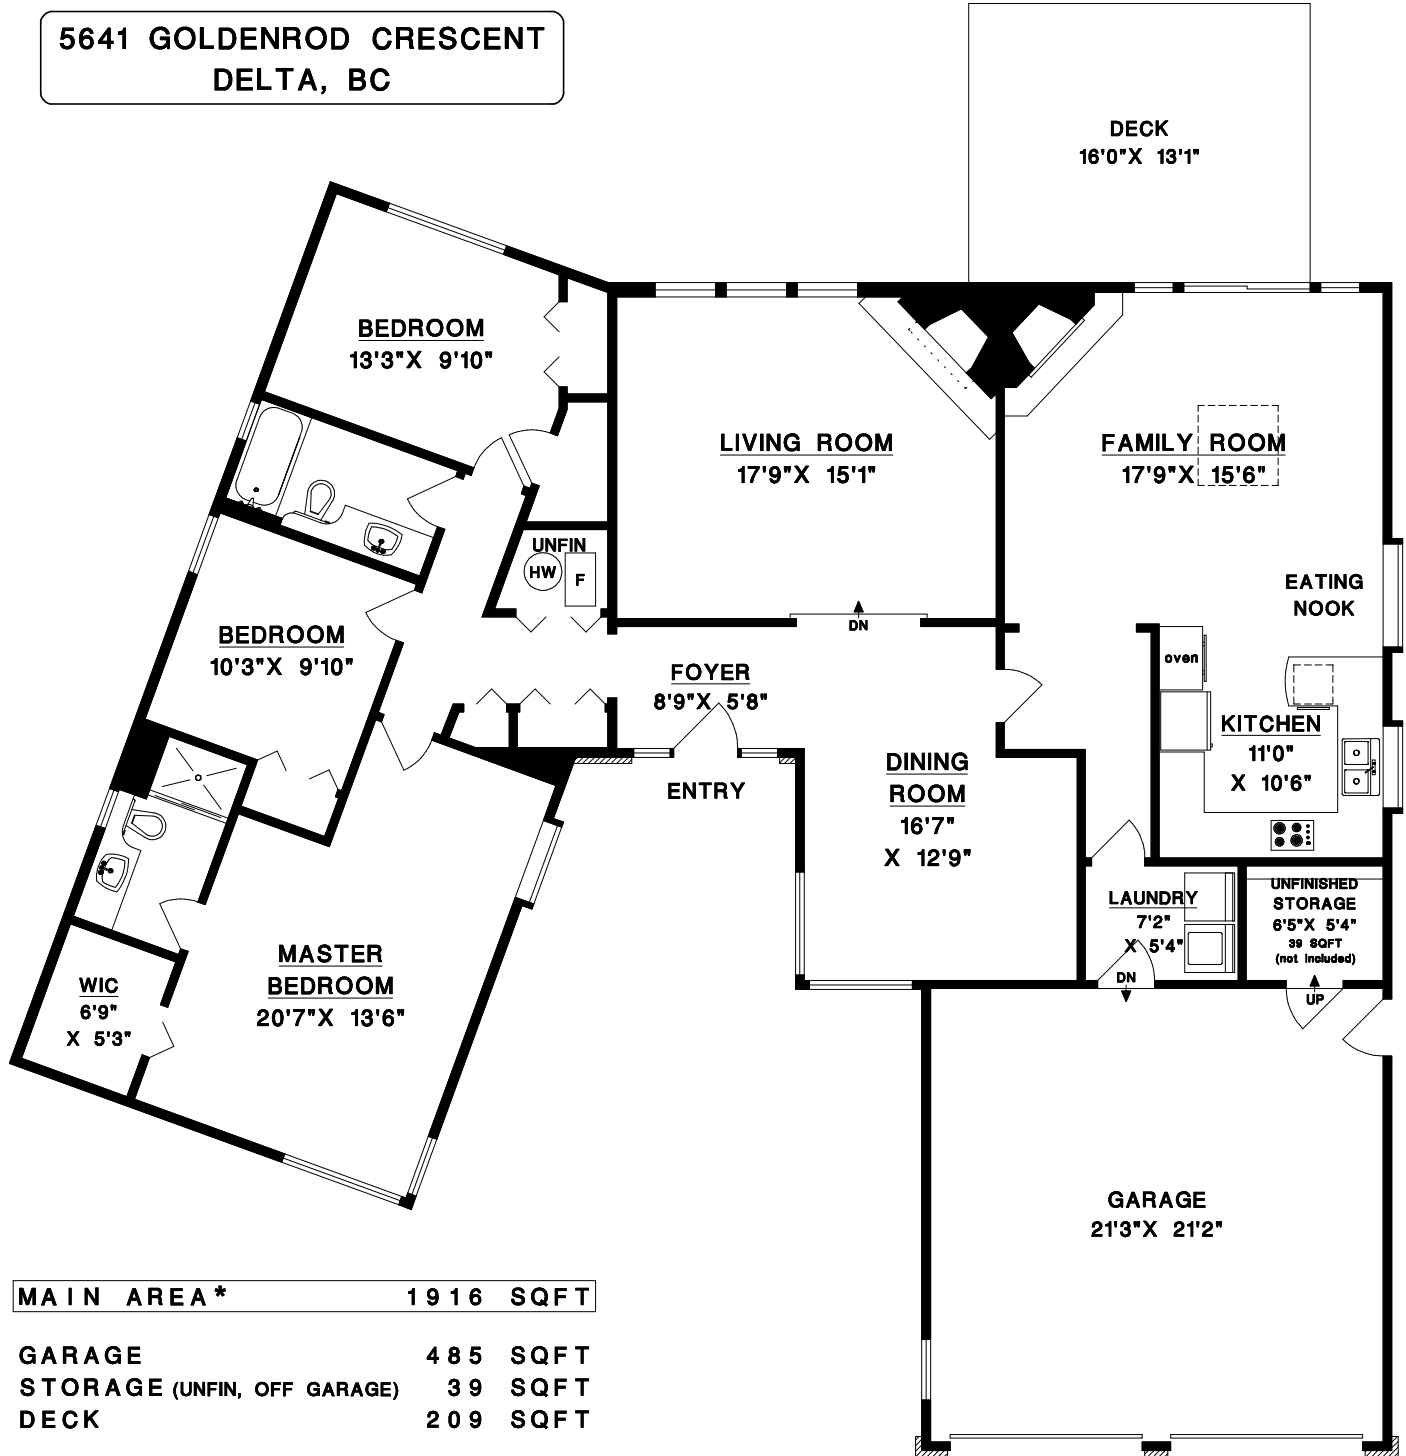 5641 GOLDENROD CRESCENT
DELTA, BC
DECK
16'0"X 13'1"
BEDROOM
13'3"X 9'10"
LIVING ROOM
17'9"X 15'1"
FAMILY ROOM
17'9"X 15'6"
UNFIN
HW
F
EATING
NOOK
BEDROOM
10'3"X 9'10"
DN
FOYER
8'9"X 5'8"
oven
KITCHEN
11'0"
X 10'6"
ENTRY
DINING
ROOM
16'7"
X 12'9"
LAUNDRY
7'2"
X 5'4"
DN
UNFINISHED
STORAGE
6'5"X 5'4"
39 SQFT
(not included)
UP
MASTER
BEDROOM
20'7"X 13'6"
WIC
6'9"
X 5'3"
GARAGE
21'3"X 21'2"
MAIN AREA* 1916 SQFT
GARAGE 485 SQFT
STORAGE (UNFIN, OFF GARAGE) 39 SQFT
DECK 209 SQFT